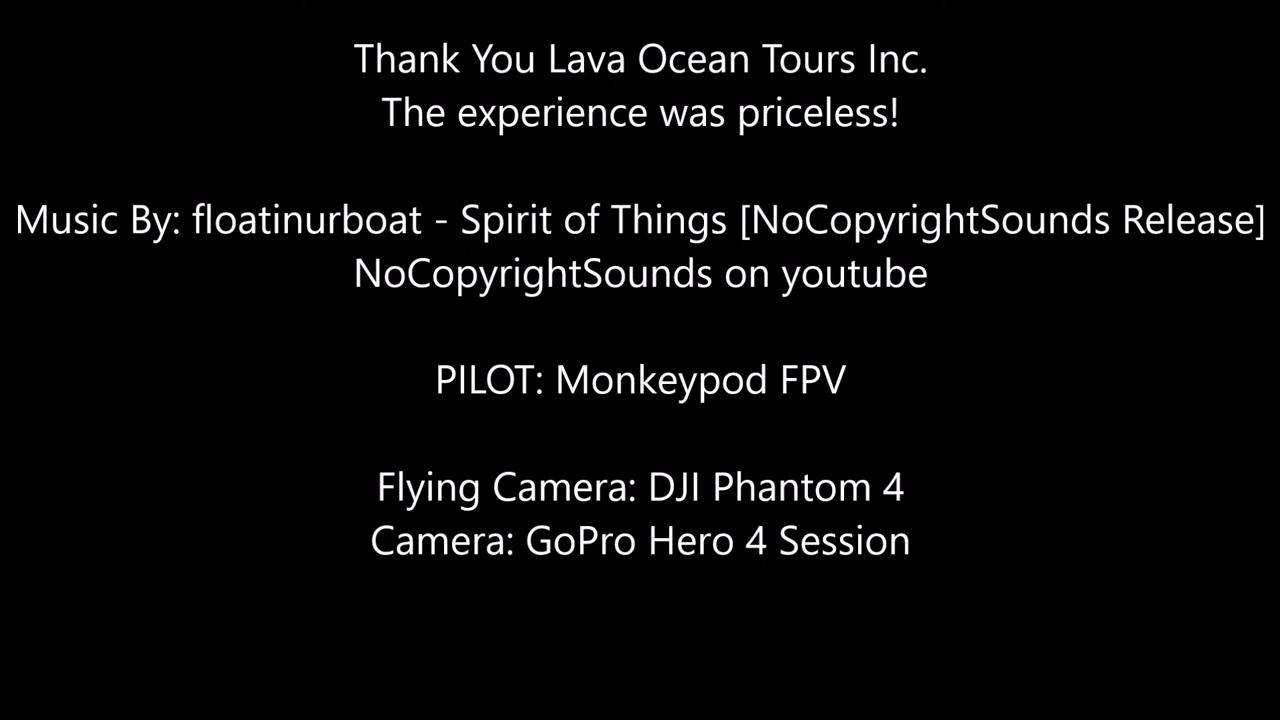 Thank You Lava Ocean Tours Inc.
The experience was priceless!
Music By: floatinurboat - Spirit of Things [NoCopyrightSounds Release]
NoCopyrightSounds on youtube
PILOT: Monkeypod FPV
Flying Camera: DJI Phantom 4
Camera: GoPro Hero 4 Session